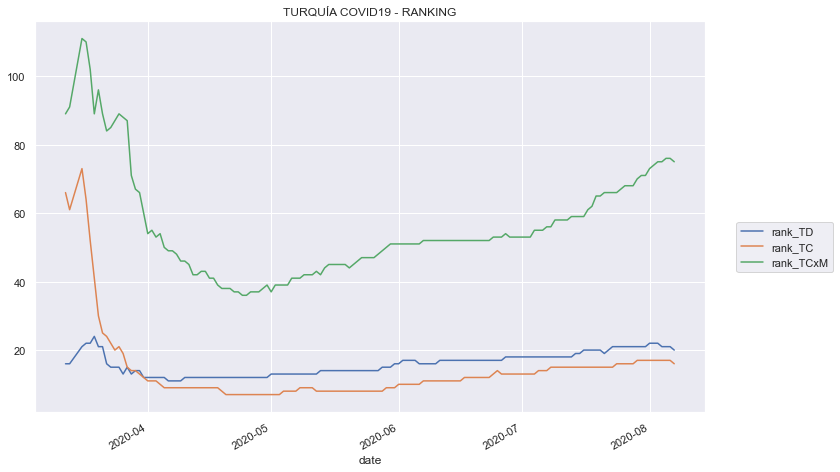 TURQUÍA COVID19 - RANKING
100
80
60
40
20
rank_TD
rank_TC
rank_TCxM
2020-04
2020-05
2020-06
2020-07
2020-08
date